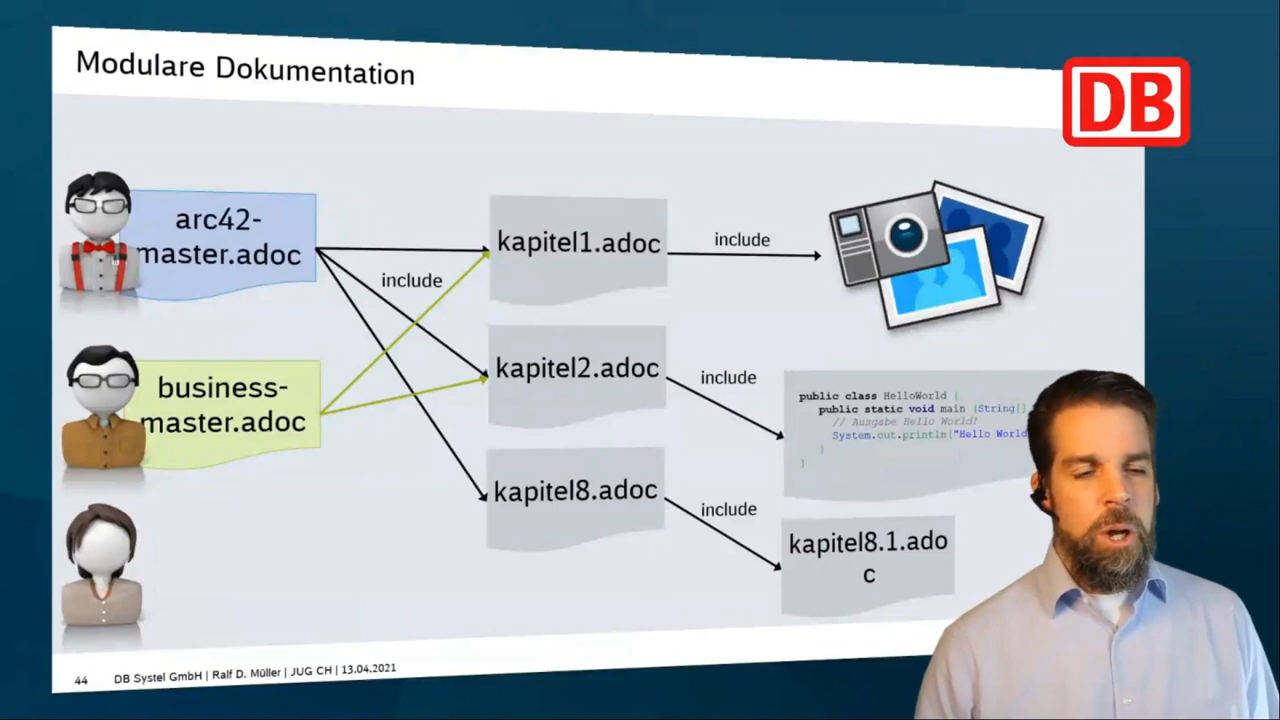 Modulare Dokumentation
DB
arc42-
master.adoc
include
kapitel1.adoc
include
kapitel2.adoc
include
business-
master.adoc
public class HelloWorld {
public static void main (String[]
// Ausgabe Hello World!
System.out.println("Hello World
}
}
kapitel8.adoc
include
kapitel8.1.ado
c
44 DB Systel GmbH | Ralf D. Müller | JUG CH | 13.04.2021